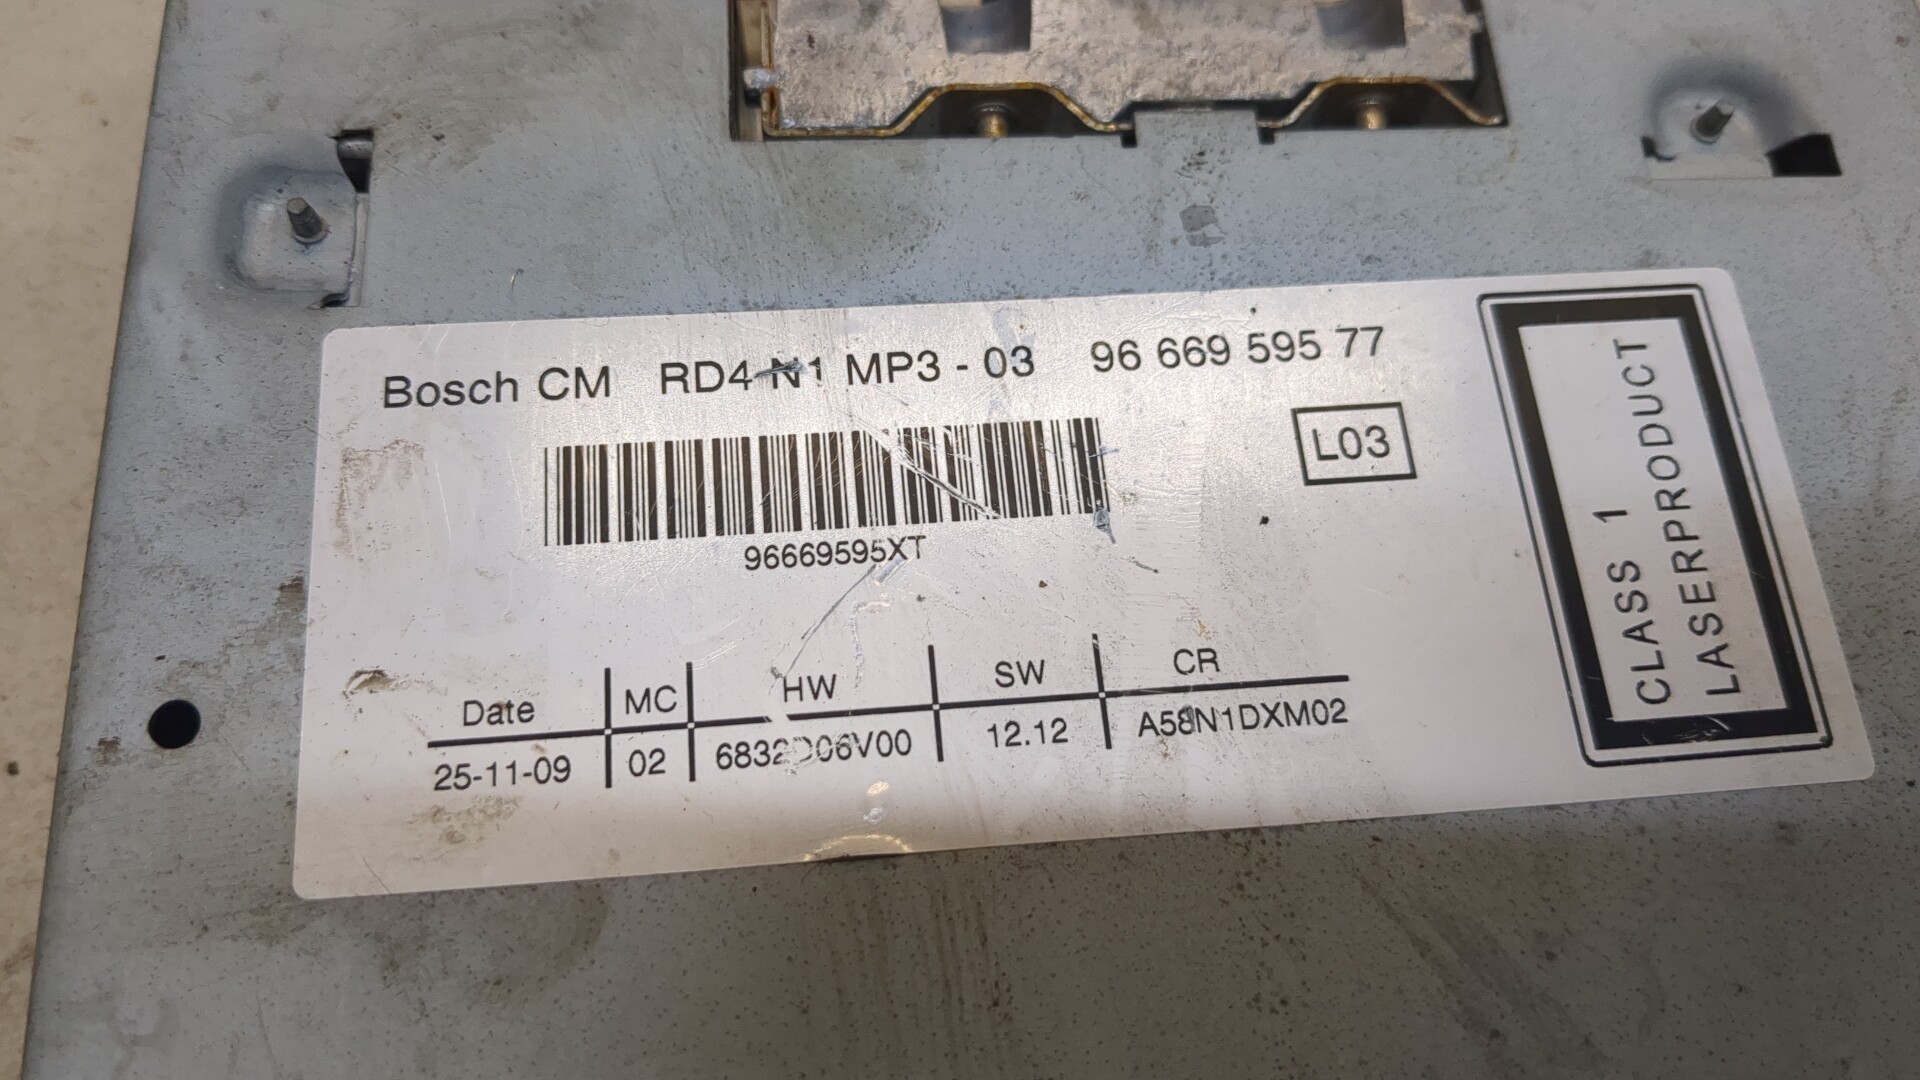 Bosch CM RD4 N1 MP3 - 03 96 669 595 77
L03
96669595XT
Date MC HW SW CR
25-11-09 02 12.12 A58N1DXM02
CLASS 1
LASERPRODUCT